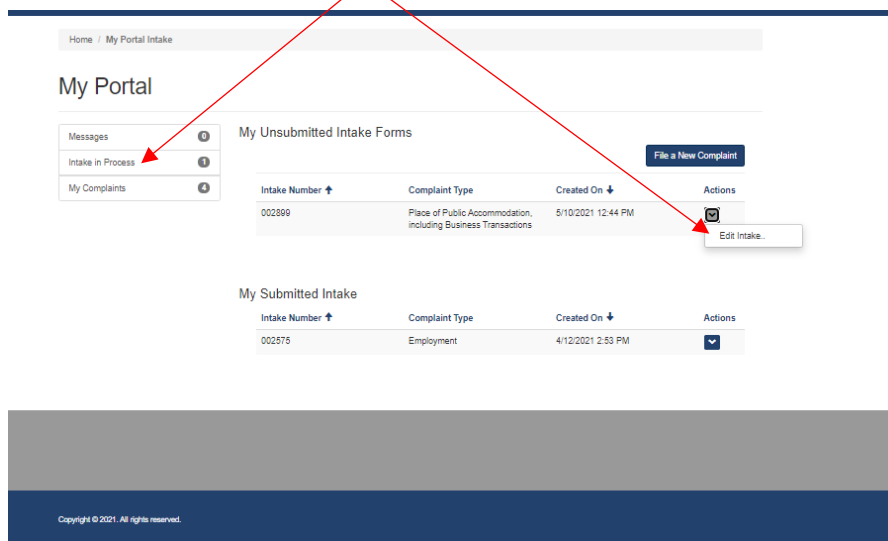 Home / My Portal Intake
My Portal
Messages 0
Intake in Process 1
My Complaints 4
My Unsubmitted Intake Forms
File a New Complaint
Intake Number Complaint Type Created On Actions
002899 Place of Public Accommodation, 5/10/2021 12:44 PM
including Business Transactions
Edit Intake..
My Submitted Intake
Intake Number Complaint Type Created On Actions
002575 Employment 4/12/2021 2:53 PM
Copyright © 2021. All rights reserved.